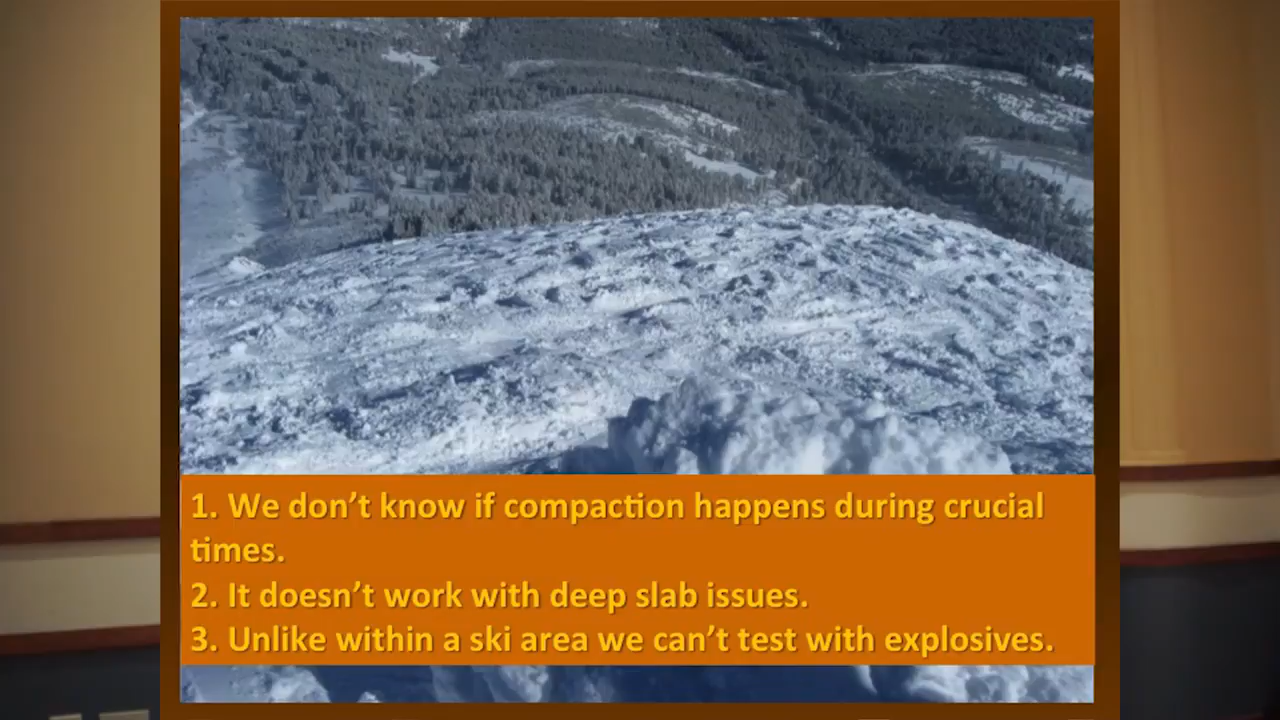 1. We don’t know if compaction happens during crucial
times.
2. It doesn’t work with deep slab issues.
3. Unlike within a ski area we can’t test with explosives.